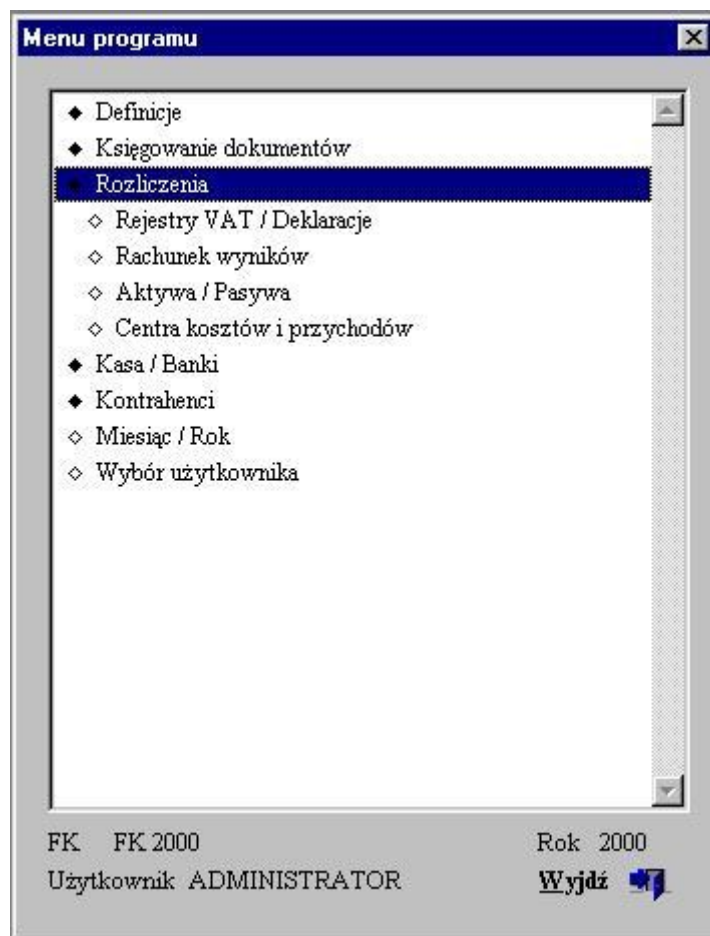 Menu programu
Definicje
Księgowanie dokumentów
Rozliczenia
Rejestry VAT / Deklaracje
Rachunek wyników
Aktywa / Pasywa
Centra kosztów i przychodów
Kasa / Banki
Kontrahenci
Miesiąc / Rok
Wybór użytkownika
FK FK 2000 Rok 2000
Użytkownik ADMINISTRATOR Wyjdź